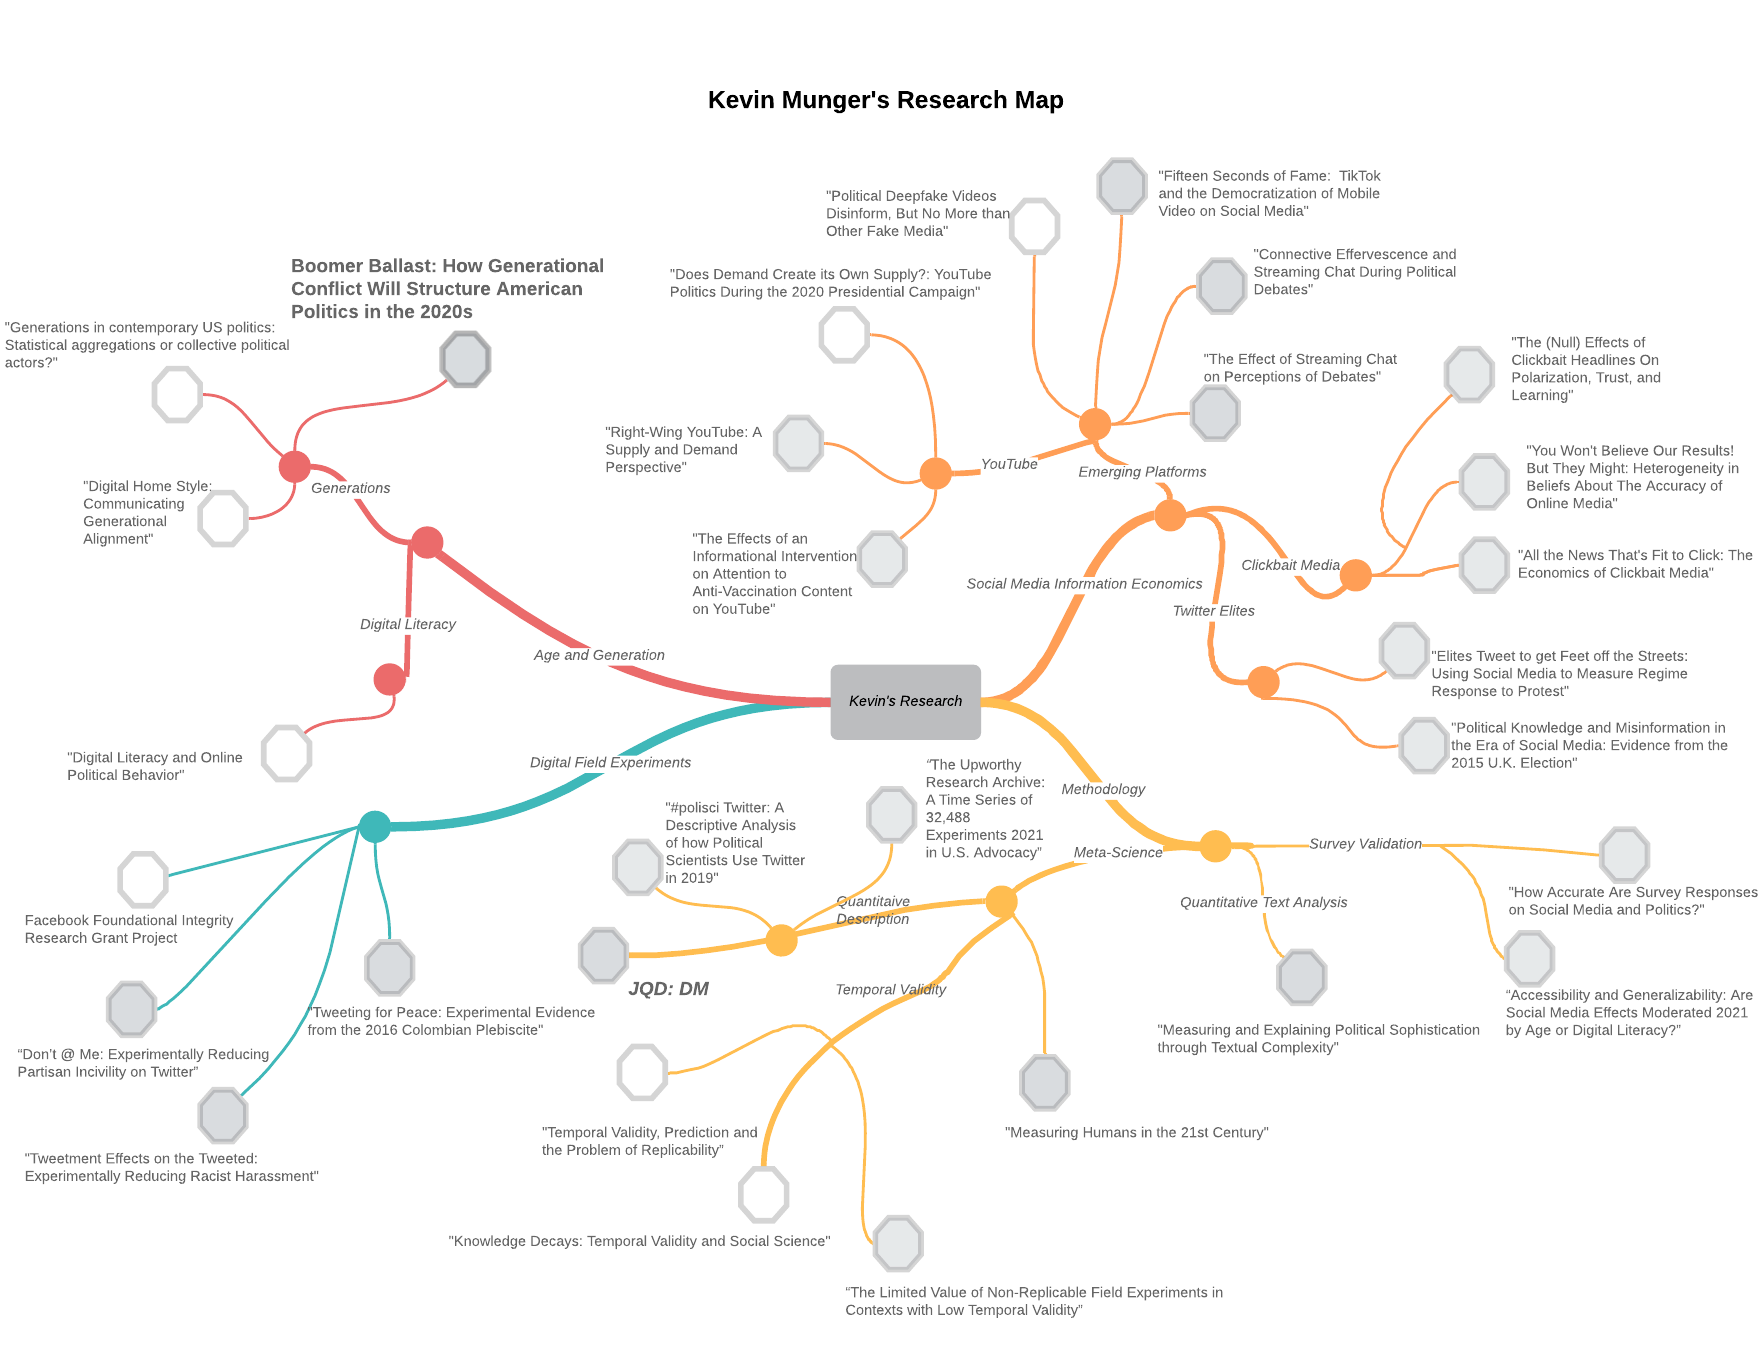 Kevin Munger's Research Map
"Fifteen Seconds of Fame: TikTok
and the Democratization of Mobile
Video on Social Media"
"Political Deepfake Videos
Disinform, But No More than
Other Fake Media"
"Connective Effervescence and
Streaming Chat During Political
Debates"
"Does Demand Create its Own Supply?: YouTube
Politics During the 2020 Presidential Campaign"
Boomer Ballast: How Generational
Conflict Will Structure American
Politics in the 2020s
"Generations in contemporary US politics:
Statistical aggregations or collective political
actors?"
"The Effect of Streaming Chat
on Perceptions of Debates"
"The (Null) Effects of
Clickbait Headlines On
Polarization, Trust, and
Learning"
"Right-Wing YouTube: A
Supply and Demand
Perspective"
YouTube
Emerging Platforms
"You Won't Believe Our Results!
But They Might: Heterogeneity in
Beliefs About The Accuracy of
Online Media"
Generations
"Digital Home Style:
Communicating
Generational
Alignment"
"The Effects of an
Informational Intervention
on Attention to
Anti-Vaccination Content
on YouTube"
Clickbait Media
"All the News That's Fit to Click: The
Economics of Clickbait Media"
Social Media Information Economics
Twitter Elites
Digital Literacy
Age and Generation
"Elites Tweet to get Feet off the Streets:
Using Social Media to Measure Regime
Response to Protest"
Kevin's Research
"Political Knowledge and Misinformation in
the Era of Social Media: Evidence from the
2015 U.K. Election"
"Digital Literacy and Online
Political Behavior"
Digital Field Experiments
Methodology
“The Upworthy
Research Archive:
A Time Series of
32,488
Experiments 2021
in U.S. Advocacy”
"#polisci Twitter: A
Descriptive Analysis
of how Political
Scientists Use Twitter
in 2019"
Meta-Science
Survey Validation
Quantitaive
Description
Quantitative Text Analysis
"How Accurate Are Survey Responses
on Social Media and Politics?"
Facebook Foundational Integrity
Research Grant Project
JQD: DM
Temporal Validity
“Accessibility and Generalizability: Are
Social Media Effects Moderated 2021
by Age or Digital Literacy?”
"Tweeting for Peace: Experimental Evidence
from the 2016 Colombian Plebiscite"
"Measuring and Explaining Political Sophistication
through Textual Complexity"
“Don’t @ Me: Experimentally Reducing
Partisan Incivility on Twitter”
"Temporal Validity, Prediction and
the Problem of Replicability”
"Measuring Humans in the 21st Century"
"Tweetment Effects on the Tweeted:
Experimentally Reducing Racist Harassment"
"Knowledge Decays: Temporal Validity and Social Science"
“The Limited Value of Non-Replicable Field Experiments in
Contexts with Low Temporal Validity”